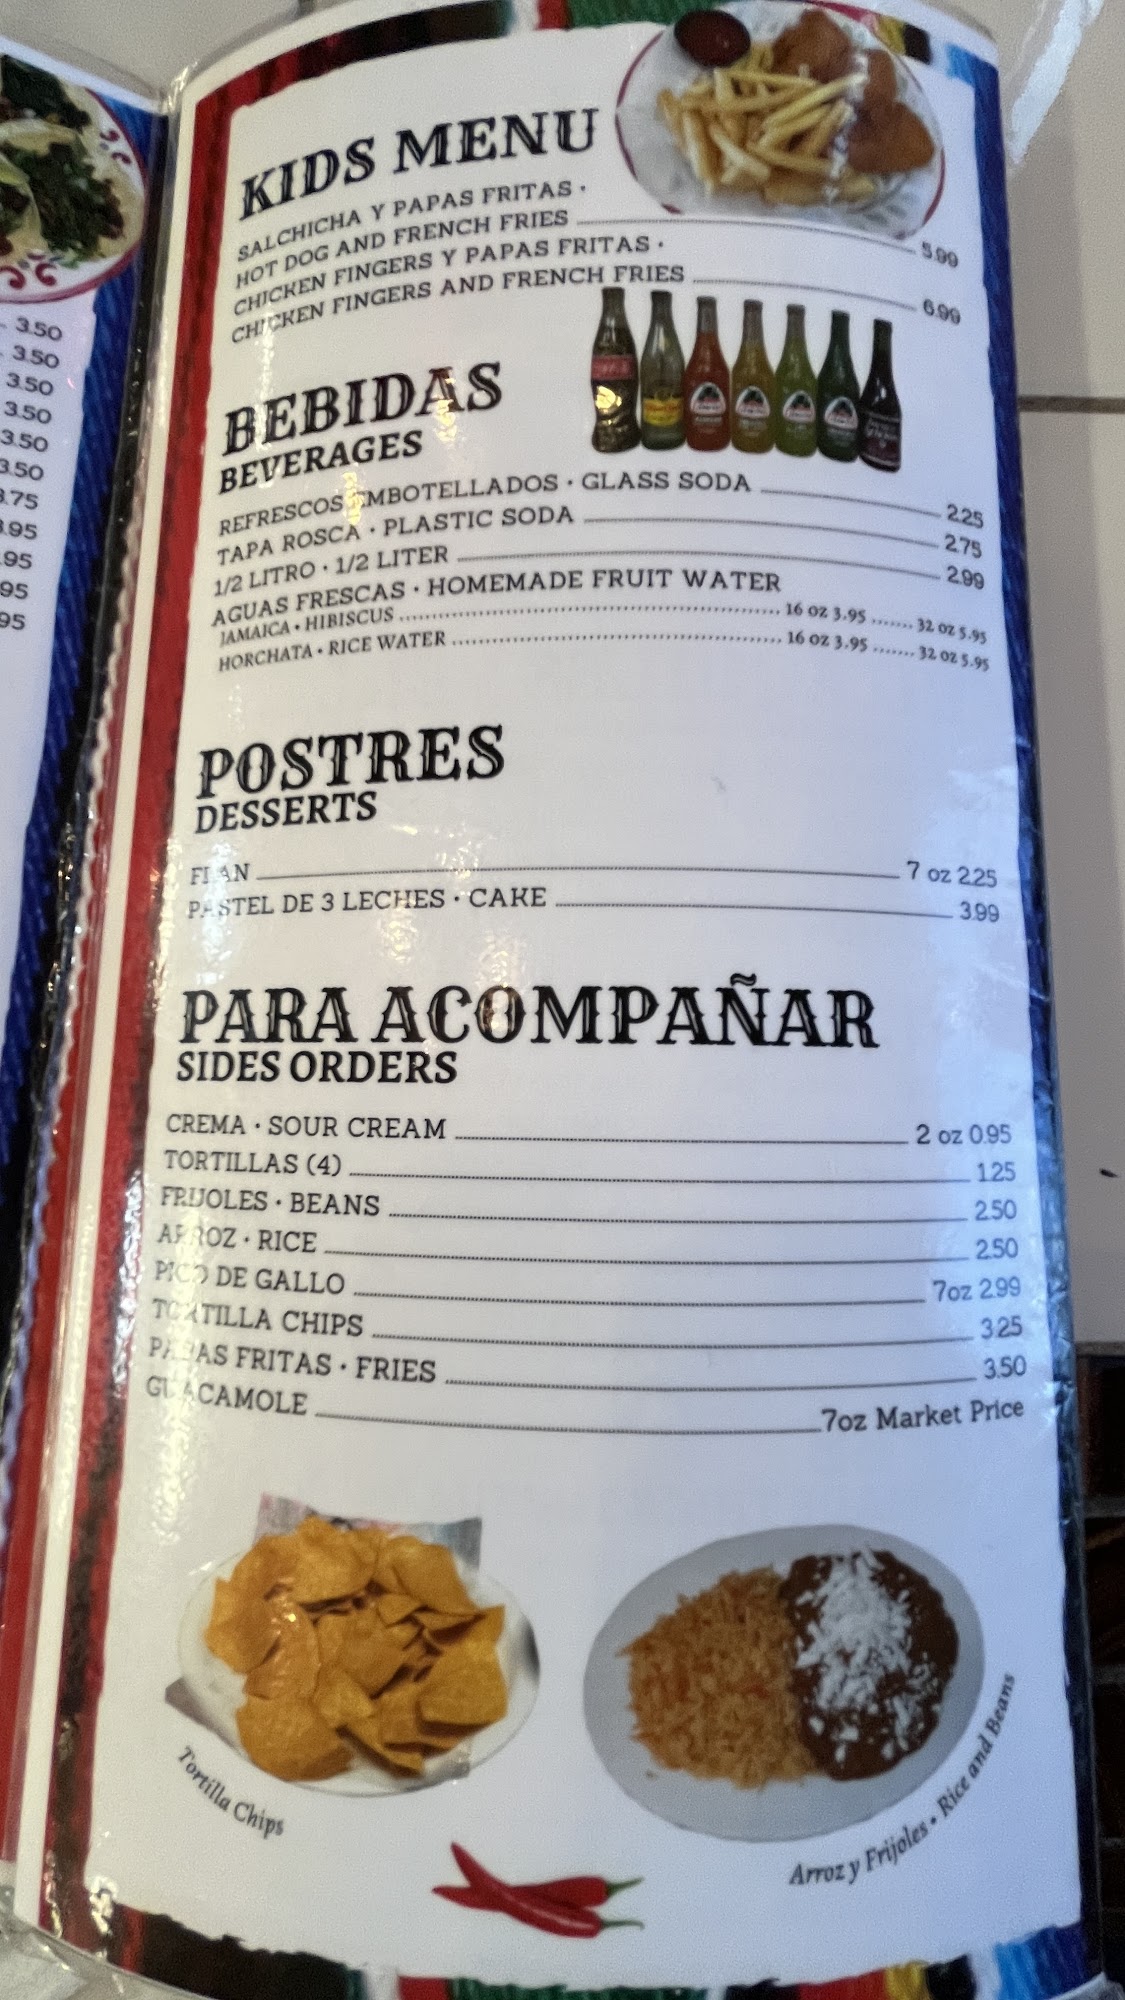 3.50
3.50
3.50
3.50
3.50
3.50
3.75
3.95
.95
95
95
KIDS MENU
SALCHICHA Y PAPAS FRITAS ·
HOT DOG AND FRENCH FRIES 5.99
CHICKEN FINGERS Y PAPAS FRITAS ·
CHICKEN FINGERS AND FRENCH FRIES 6.99
BEBIDAS
BEVERAGES
REFRESCOS EMBOTELLADOS · GLASS SODA 2.25
TAPA ROSCA · PLASTIC SODA 2.75
1/2 LITRO · 1/2 LITER 2.99
AGUAS FRESCAS · HOMEMADE FRUIT WATER
JAMAICA • HIBISCUS 16 oz 3.95 ....... 32 oz 5.95
HORCHATA • RICE WATER 16 oz 3.95 ....... 32 oz 5.95
POSTRES
DESSERTS
FLAN 7 oz 2.25
PASTEL DE 3 LECHES · CAKE 3.99
PARA ACOMPAÑAR
SIDES ORDERS
CREMA · SOUR CREAM 2 oz 0.95
TORTILLAS (4) 1.25
FRIJOLES · BEANS 2.50
ARROZ · RICE 2.50
PICO DE GALLO 7oz 2.99
TORTILLA CHIPS 3.25
PAPAS FRITAS · FRIES 3.50
GUACAMOLE 7oz Market Price
Tortilla Chips
Arroz y Frijoles • Rice and Beans